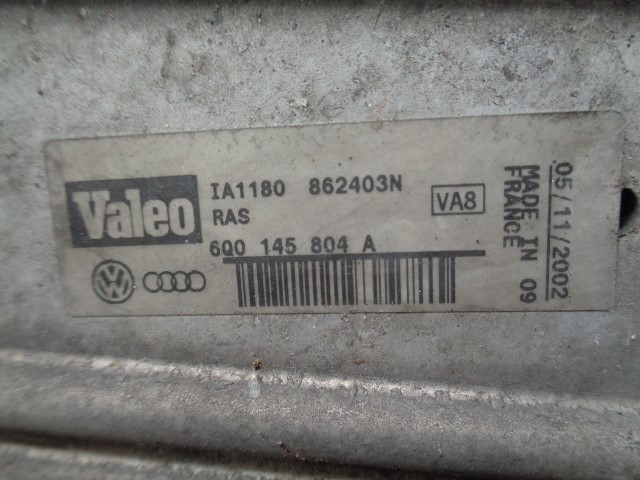 Valeo
IA1180 862403N
RAS
6Q0 145 804 A
VA8
05/11/2002
MADE IN 09
FRANCE